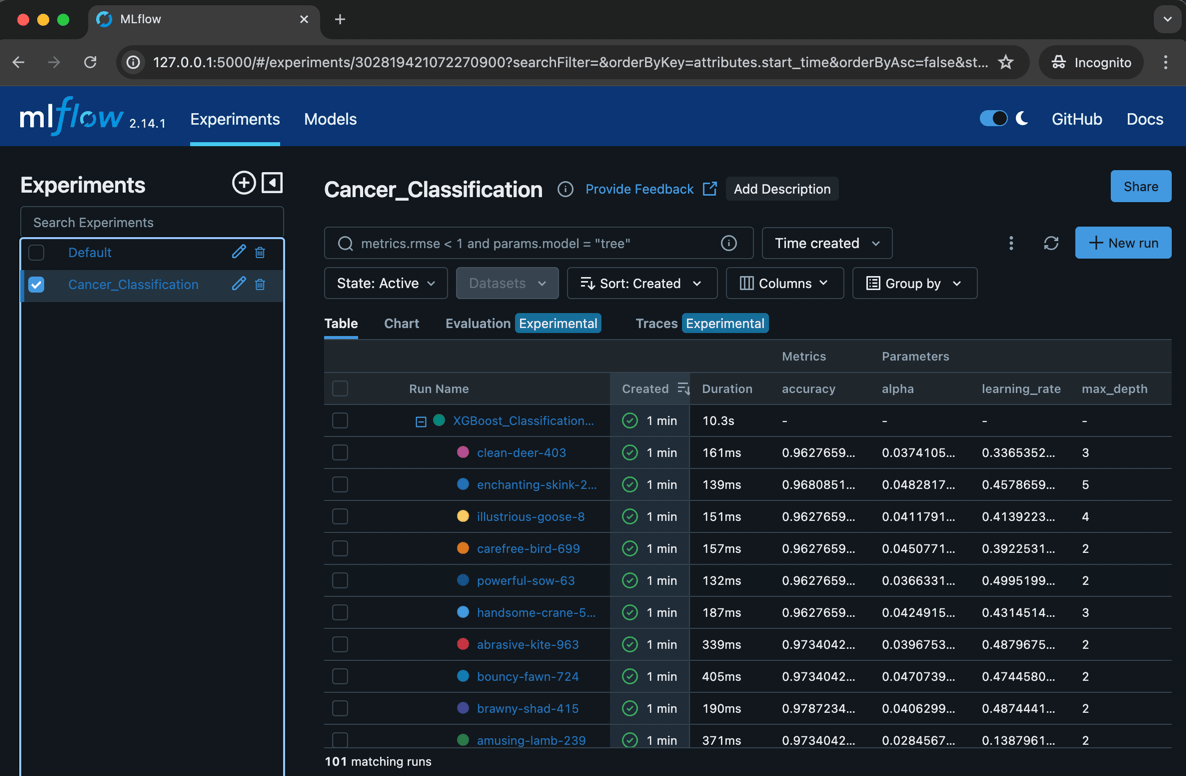 MLflow
127.0.0.1:5000/#/experiments/302819421072270900?searchFilter=&orderByKey=attributes.start_time&orderByAsc=false&st...
Incognito
mlflow 2.14.1 Experiments Models GitHub Docs
Experiments
Search Experiments
Default
Cancer_Classification
Cancer_Classification Provide Feedback Add Description Share
metrics.rmse < 1 and params.model = "tree" Time created New run
State: Active Datasets Sort: Created Columns Group by
Table Chart Evaluation Experimental Traces Experimental
Metrics Parameters
Run Name Created Duration accuracy alpha learning_rate max_depth
XGBoost_Classification... 1 min 10.3s - - - -
clean-deer-403 1 min 161ms 0.9627659... 0.0374105... 0.3365352... 3
enchanting-skink-2... 1 min 139ms 0.9680851... 0.0482817... 0.4578659... 5
illustrious-goose-8 1 min 151ms 0.9627659... 0.0411791... 0.4139223... 4
carefree-bird-699 1 min 157ms 0.9627659... 0.0450771... 0.3922531... 2
powerful-sow-63 1 min 132ms 0.9627659... 0.0366331... 0.4995199... 2
handsome-crane-5... 1 min 187ms 0.9627659... 0.0424915... 0.4314514... 3
abrasive-kite-963 1 min 339ms 0.9734042... 0.0396753... 0.4879675... 2
bouncy-fawn-724 1 min 405ms 0.9734042... 0.0470739... 0.4744580... 2
brawny-shad-415 1 min 190ms 0.9787234... 0.0406299... 0.4874441... 2
amusing-lamb-239 1 min 371ms 0.9734042... 0.0284567... 0.1387961... 2
101 matching runs